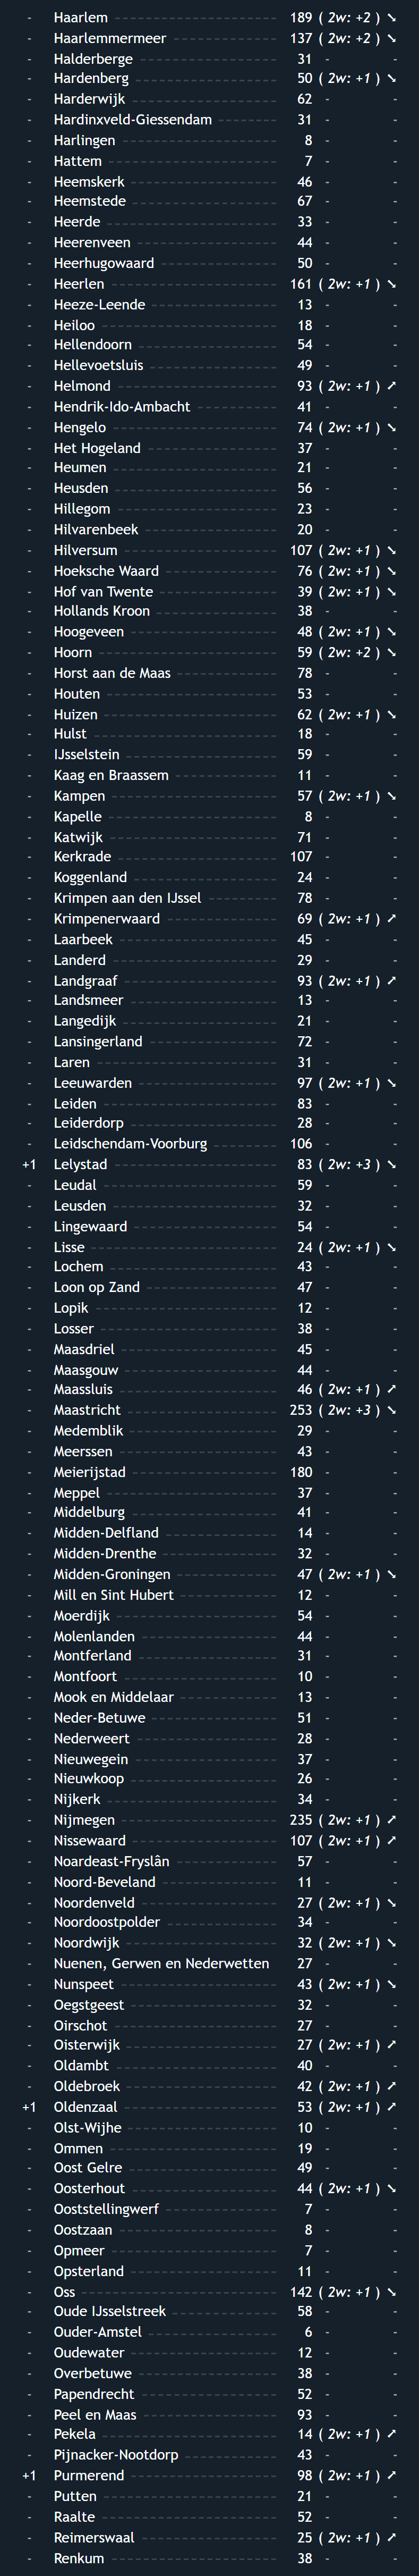 - Haarlem 189 ( 2w: +2 ) ➘
- Haarlemmermeer 137 ( 2w: +2 ) ➘
- Halderberge 31 - -
- Hardenberg 50 ( 2w: +1 ) ➘
- Harderwijk 62 - -
- Hardinxveld-Giessendam 31 - -
- Harlingen 8 - -
- Hattem 7 - -
- Heemskerk 46 - -
- Heemstede 67 - -
- Heerde 33 - -
- Heerenveen 44 - -
- Heerhugowaard 50 - -
- Heerlen 161 ( 2w: +1 ) ➘
- Heeze-Leende 13 - -
- Heiloo 18 - -
- Hellendoorn 54 - -
- Hellevoetsluis 49 - -
- Helmond 93 ( 2w: +1 ) ➚
- Hendrik-Ido-Ambacht 41 - -
- Hengelo 74 ( 2w: +1 ) ➘
- Het Hogeland 37 - -
- Heumen 21 - -
- Heusden 56 - -
- Hillegom 23 - -
- Hilvarenbeek 20 - -
- Hilversum 107 ( 2w: +1 ) ➘
- Hoeksche Waard 76 ( 2w: +1 ) ➘
- Hof van Twente 39 ( 2w: +1 ) ➘
- Hollands Kroon 38 - -
- Hoogeveen 48 ( 2w: +1 ) ➘
- Hoorn 59 ( 2w: +2 ) ➘
- Horst aan de Maas 78 - -
- Houten 53 - -
- Huizen 62 ( 2w: +1 ) ➘
- Hulst 18 - -
- IJsselstein 59 - -
- Kaag en Braassem 11 - -
- Kampen 57 ( 2w: +1 ) ➘
- Kapelle 8 - -
- Katwijk 71 - -
- Kerkrade 107 - -
- Koggenland 24 - -
- Krimpen aan den IJssel 78 - -
- Krimpenerwaard 69 ( 2w: +1 ) ➚
- Laarbeek 45 - -
- Landerd 29 - -
- Landgraaf 93 ( 2w: +1 ) ➚
- Landsmeer 13 - -
- Langedijk 21 - -
- Lansingerland 72 - -
- Laren 31 - -
- Leeuwarden 97 ( 2w: +1 ) ➘
- Leiden 83 - -
- Leiderdorp 28 - -
- Leidschendam-Voorburg 106 - -
+1 Lelystad 83 ( 2w: +3 ) ➘
- Leudal 59 - -
- Leusden 32 - -
- Lingewaard 54 - -
- Lisse 24 ( 2w: +1 ) ➘
- Lochem 43 - -
- Loon op Zand 47 - -
- Lopik 12 - -
- Losser 38 - -
- Maasdriel 45 - -
- Maasgouw 44 - -
- Maassluis 46 ( 2w: +1 ) ➚
- Maastricht 253 ( 2w: +3 ) ➘
- Medemblik 29 - -
- Meerssen 43 - -
- Meierijstad 180 - -
- Meppel 37 - -
- Middelburg 41 - -
- Midden-Delfland 14 - -
- Midden-Drenthe 32 - -
- Midden-Groningen 47 ( 2w: +1 ) ➘
- Mill en Sint Hubert 12 - -
- Moerdijk 54 - -
- Molenlanden 44 - -
- Montferland 31 - -
- Montfoort 10 - -
- Mook en Middelaar 13 - -
- Neder-Betuwe 51 - -
- Nederweert 28 - -
- Nieuwegein 37 - -
- Nieuwkoop 26 - -
- Nijkerk 34 - -
- Nijmegen 235 ( 2w: +1 ) ➚
- Nissewaard 107 ( 2w: +1 ) ➚
- Noardeast-Fryslân 57 - -
- Noord-Beveland 11 - -
- Noordenveld 27 ( 2w: +1 ) ➘
- Noordoostpolder 34 - -
- Noordwijk 32 ( 2w: +1 ) ➘
- Nuenen, Gerwen en Nederwetten 27 - -
- Nunspeet 43 ( 2w: +1 ) ➘
- Oegstgeest 32 - -
- Oirschot 27 - -
- Oisterwijk 27 ( 2w: +1 ) ➚
- Oldambt 40 - -
- Oldebroek 42 ( 2w: +1 ) ➚
+1 Oldenzaal 53 ( 2w: +1 ) ➚
- Olst-Wijhe 10 - -
- Ommen 19 - -
- Oost Gelre 49 - -
- Oosterhout 44 ( 2w: +1 ) ➘
- Ooststellingwerf 7 - -
- Oostzaan 8 - -
- Opmeer 7 - -
- Opsterland 11 - -
- Oss 142 ( 2w: +1 ) ➘
- Oude IJsselstreek 58 - -
- Ouder-Amstel 6 - -
- Oudewater 12 - -
- Overbetuwe 38 - -
- Papendrecht 52 - -
- Peel en Maas 93 - -
- Pekela 14 ( 2w: +1 ) ➚
- Pijnacker-Nootdorp 43 - -
+1 Purmerend 98 ( 2w: +1 ) ➚
- Putten 21 - -
- Raalte 52 - -
- Reimerswaal 25 ( 2w: +1 ) ➚
- Renkum 38 - -